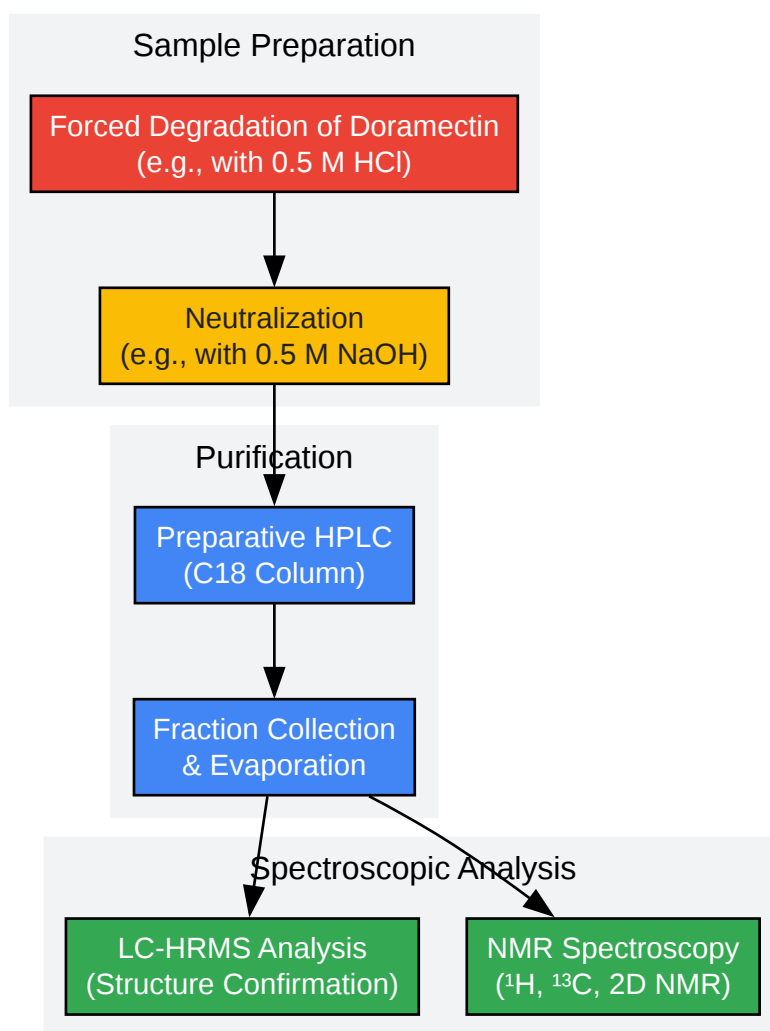 Sample Preparation
Forced Degradation of Doramectin
(e.g., with 0.5 M HCl)
Neutralization
(e.g., with 0.5 M NaOH)
Purification
Preparative HPLC
(C18 Column)
Fraction Collection
& Evaporation
Spectroscopic Analysis
LC-HRMS Analysis
(Structure Confirmation)
NMR Spectroscopy
(¹H, ¹³C, 2D NMR)